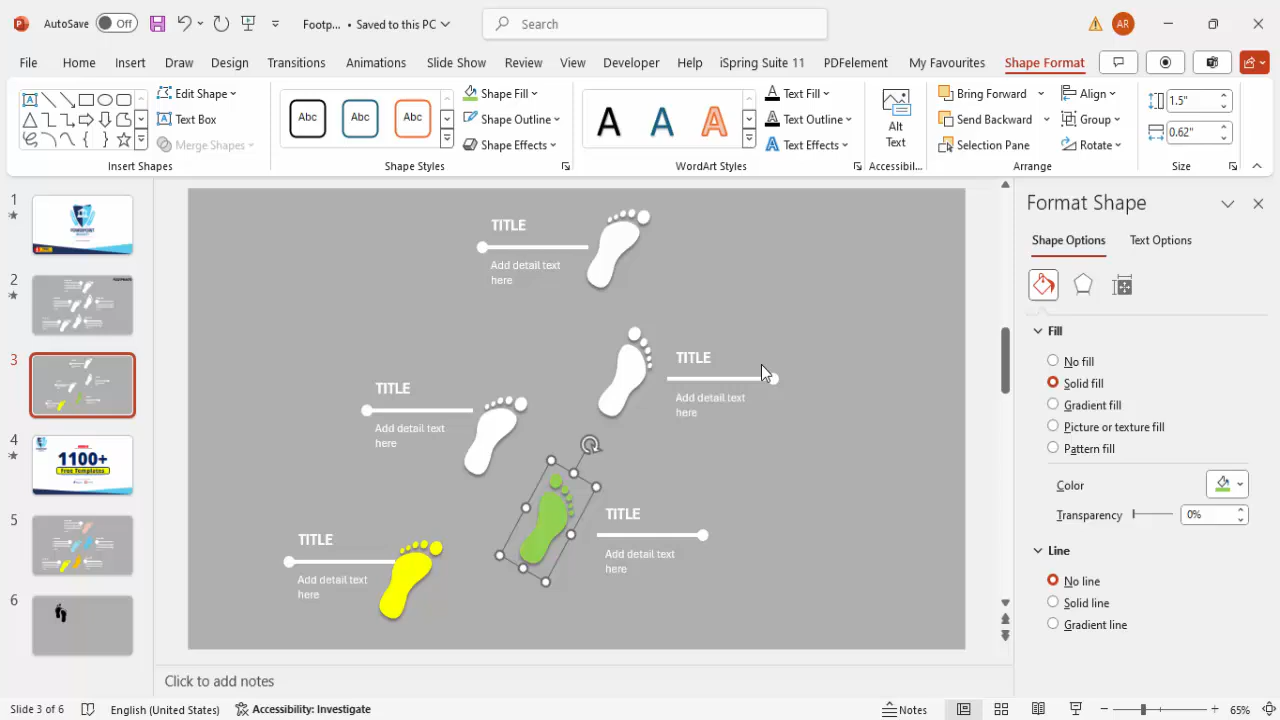 AutoSave Off Footp... • Saved to this PC Search AR
File Home Insert Draw Design Transitions Animations Slide Show Review View Developer Help iSpring Suite 11 PDFelement My Favourites Shape Format
Edit Shape
Text Box
Merge Shapes
Insert Shapes
Abc Abc Abc
Shape Fill
Shape Outline
Shape Effects
Shape Styles
A A A
Text Fill
Text Outline
Text Effects
WordArt Styles
Alt
Text
Accessibil...
Bring Forward
Send Backward
Selection Pane
Align
Group
Rotate
Arrange
1.5"
0.62"
Size
1
2
3
4
1100+
Free Templates
5
6
TITLE
Add detail text
here
TITLE
Add detail text
here
TITLE
Add detail text
here
TITLE
Add detail text
here
TITLE
Add detail text
here
Format Shape
Shape Options Text Options
Fill
No fill
Solid fill
Gradient fill
Picture or texture fill
Pattern fill
Color
Transparency 0%
Line
No line
Solid line
Gradient line
Click to add notes
Slide 3 of 6 English (United States) Accessibility: Investigate Notes 65%